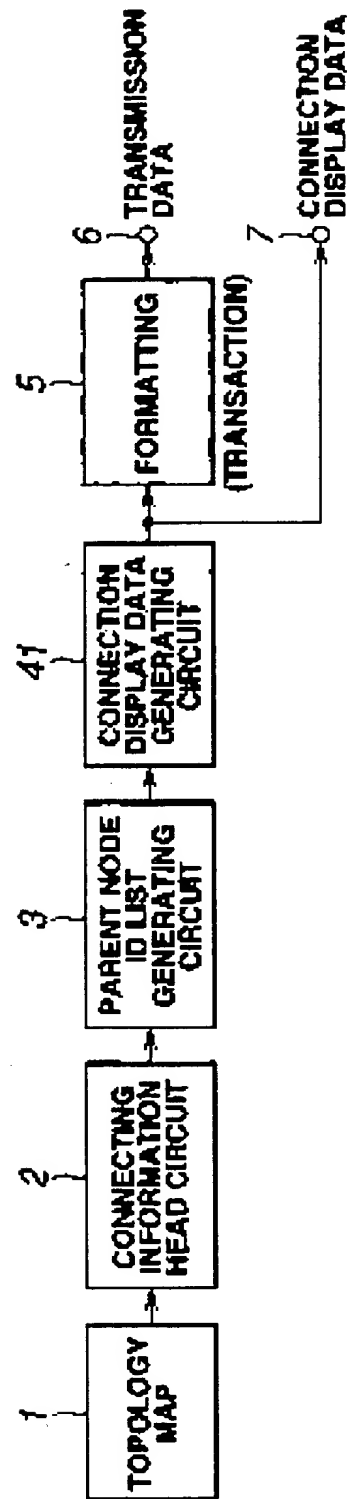 1
TOPOLOGY
MAP
2
CONNECTING
INFORMATION
HEAD CIRCUIT
3
PARENT NODE
ID LIST
GENERATING
CIRCUIT
41
CONNECTION
DISPLAY DATA
GENERATING
CIRCUIT
5
FORMATTING
(TRANSACTION)
6
TRANSMISSION
DATA
7
CONNECTION
DISPLAY DATA